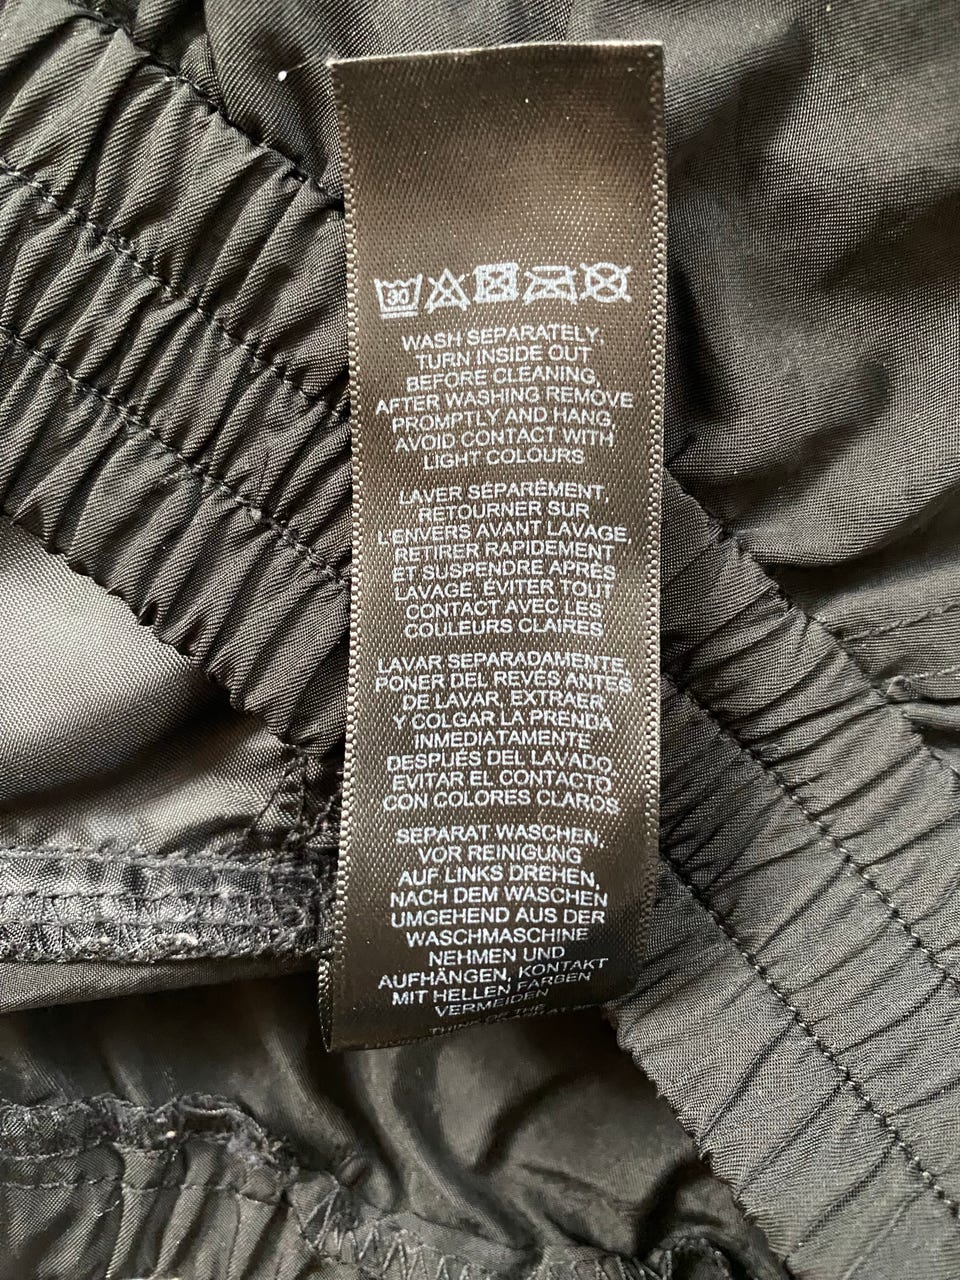 30
WASH SEPARATELY,
TURN INSIDE OUT
BEFORE CLEANING,
AFTER WASHING REMOVE
PROMPTLY AND HANG,
AVOID CONTACT WITH
LIGHT COLOURS
LAVER SÉPARÉMENT,
RETOURNER SUR
L'ENVERS AVANT LAVAGE,
RETIRER RAPIDEMENT
ET SUSPENDRE APRÈS
LAVAGE, ÉVITER TOUT
CONTACT AVEC LES
COULEURS CLAIRES
LAVAR SEPARADAMENTE,
PONER DEL REVÉS ANTES
DE LAVAR, EXTRAER
Y COLGAR LA PRENDA
INMEDIATAMENTE
DESPUÉS DEL LAVADO,
EVITAR EL CONTACTO
CON COLORES CLAROS
SEPARAT WASCHEN,
VOR REINIGUNG
AUF LINKS DREHEN,
NACH DEM WASCHEN
UMGEHEND AUS DER
WASCHMASCHINE
NEHMEN UND
AUFHÄNGEN, KONTAKT
MIT HELLEN FARBEN
VERMEIDEN
THINK OF THE